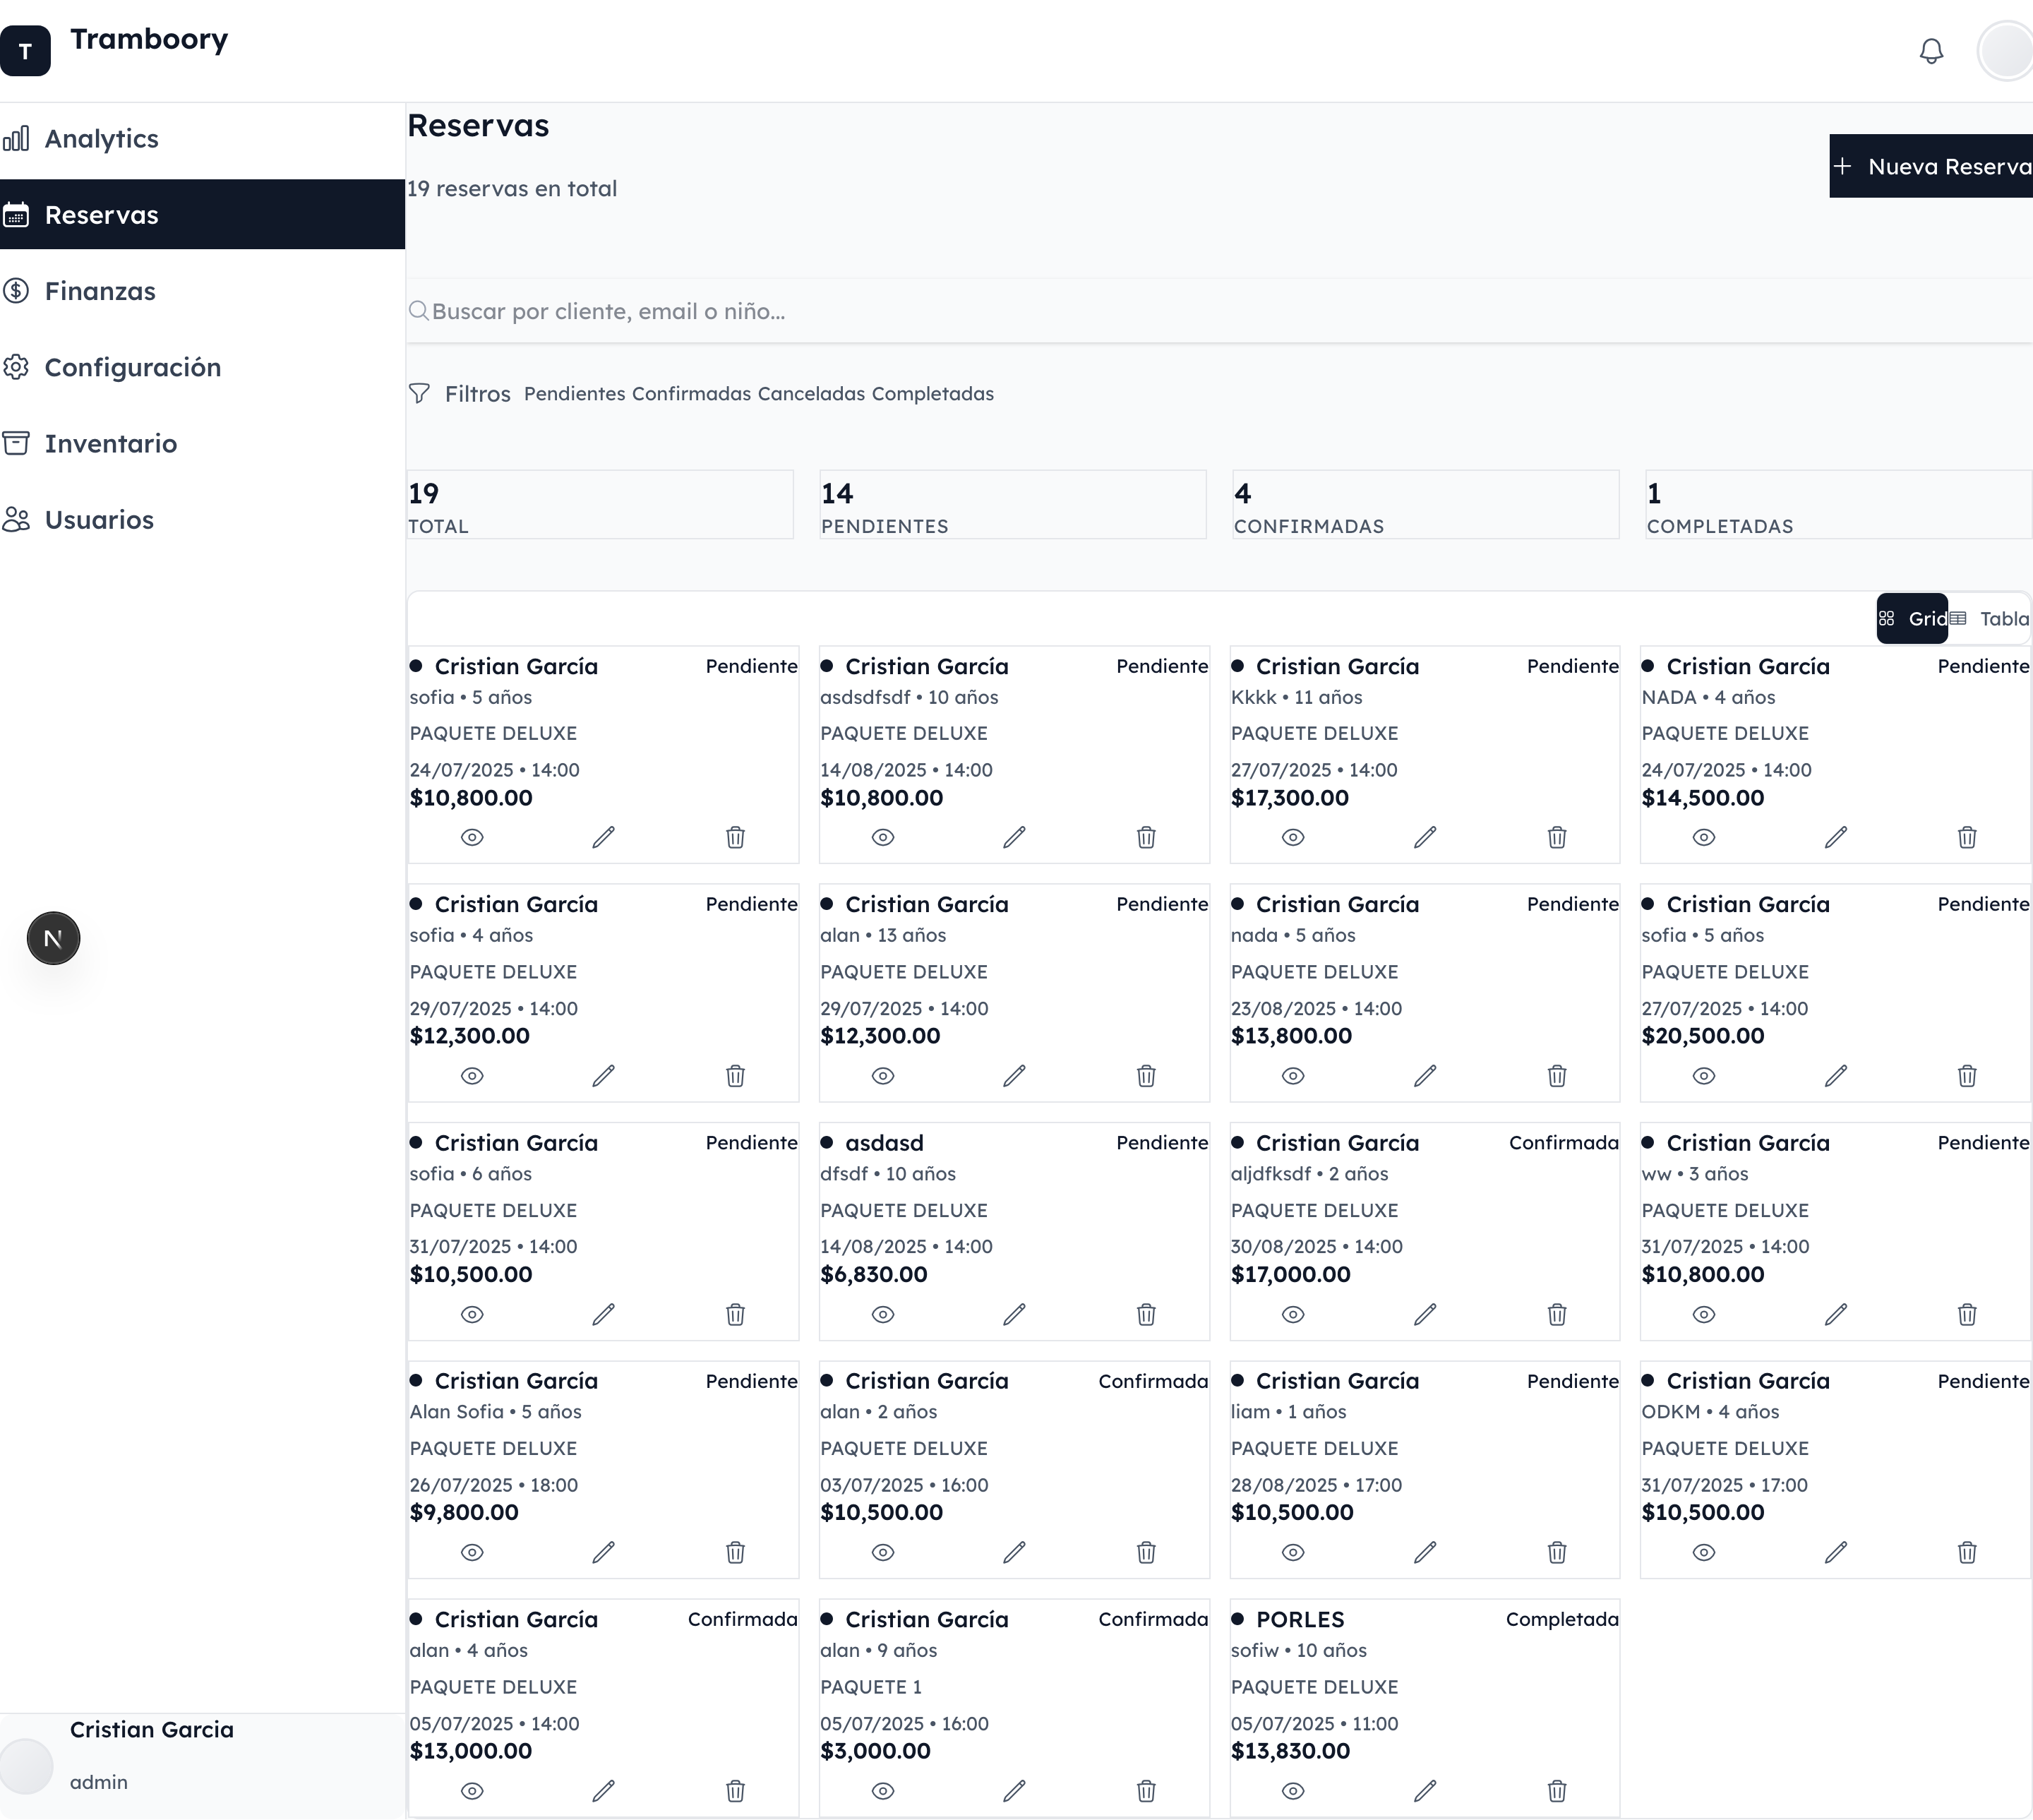 T
Tramboory
Analytics
Reservas
Finanzas
Configuración
Inventario
Usuarios
N
Cristian Garcia
admin
Reservas
19 reservas en total
+ Nueva Reserva
Buscar por cliente, email o niño...
Filtros Pendientes Confirmadas Canceladas Completadas
19
TOTAL
14
PENDIENTES
4
CONFIRMADAS
1
COMPLETADAS
Grid Tabla
Cristian García Pendiente
sofia • 5 años
PAQUETE DELUXE
24/07/2025 • 14:00
$10,800.00
Cristian García Pendiente
asdsdfsdf • 10 años
PAQUETE DELUXE
14/08/2025 • 14:00
$10,800.00
Cristian García Pendiente
Kkkk • 11 años
PAQUETE DELUXE
27/07/2025 • 14:00
$17,300.00
Cristian García Pendiente
NADA • 4 años
PAQUETE DELUXE
24/07/2025 • 14:00
$14,500.00
Cristian García Pendiente
sofia • 4 años
PAQUETE DELUXE
29/07/2025 • 14:00
$12,300.00
Cristian García Pendiente
alan • 13 años
PAQUETE DELUXE
29/07/2025 • 14:00
$12,300.00
Cristian García Pendiente
nada • 5 años
PAQUETE DELUXE
23/08/2025 • 14:00
$13,800.00
Cristian García Pendiente
sofia • 5 años
PAQUETE DELUXE
27/07/2025 • 14:00
$20,500.00
Cristian García Pendiente
sofia • 6 años
PAQUETE DELUXE
31/07/2025 • 14:00
$10,500.00
asdasd Pendiente
dfsdf • 10 años
PAQUETE DELUXE
14/08/2025 • 14:00
$6,830.00
Cristian García Confirmada
aljdfksdf • 2 años
PAQUETE DELUXE
30/08/2025 • 14:00
$17,000.00
Cristian García Pendiente
ww • 3 años
PAQUETE DELUXE
31/07/2025 • 14:00
$10,800.00
Cristian García Pendiente
Alan Sofia • 5 años
PAQUETE DELUXE
26/07/2025 • 18:00
$9,800.00
Cristian García Confirmada
alan • 2 años
PAQUETE DELUXE
03/07/2025 • 16:00
$10,500.00
Cristian García Pendiente
liam • 1 años
PAQUETE DELUXE
28/08/2025 • 17:00
$10,500.00
Cristian García Pendiente
ODKM • 4 años
PAQUETE DELUXE
31/07/2025 • 17:00
$10,500.00
Cristian García Confirmada
alan • 4 años
PAQUETE DELUXE
05/07/2025 • 14:00
$13,000.00
Cristian García Confirmada
alan • 9 años
PAQUETE 1
05/07/2025 • 16:00
$3,000.00
PORLES Completada
sofiw • 10 años
PAQUETE DELUXE
05/07/2025 • 11:00
$13,830.00